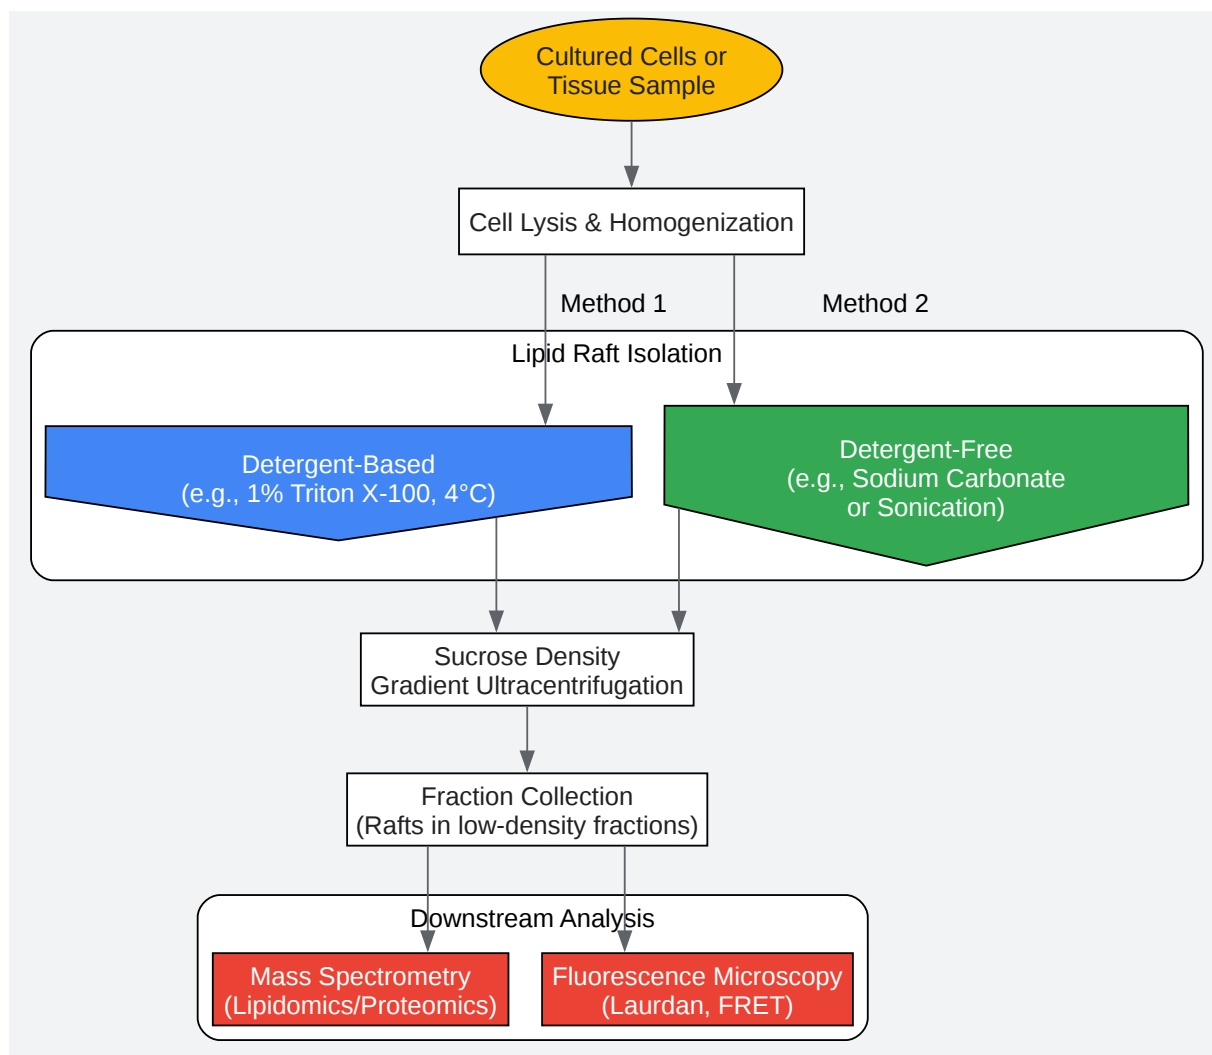 Cultured Cells or
Tissue Sample
Cell Lysis & Homogenization
Method 1
Method 2
Lipid Raft Isolation
Detergent-Based
(e.g., 1% Triton X-100, 4°C)
Detergent-Free
(e.g., Sodium Carbonate
or Sonication)
Sucrose Density
Gradient Ultracentrifugation
Fraction Collection
(Rafts in low-density fractions)
Downstream Analysis
Mass Spectrometry
(Lipidomics/Proteomics)
Fluorescence Microscopy
(Laurdan, FRET)